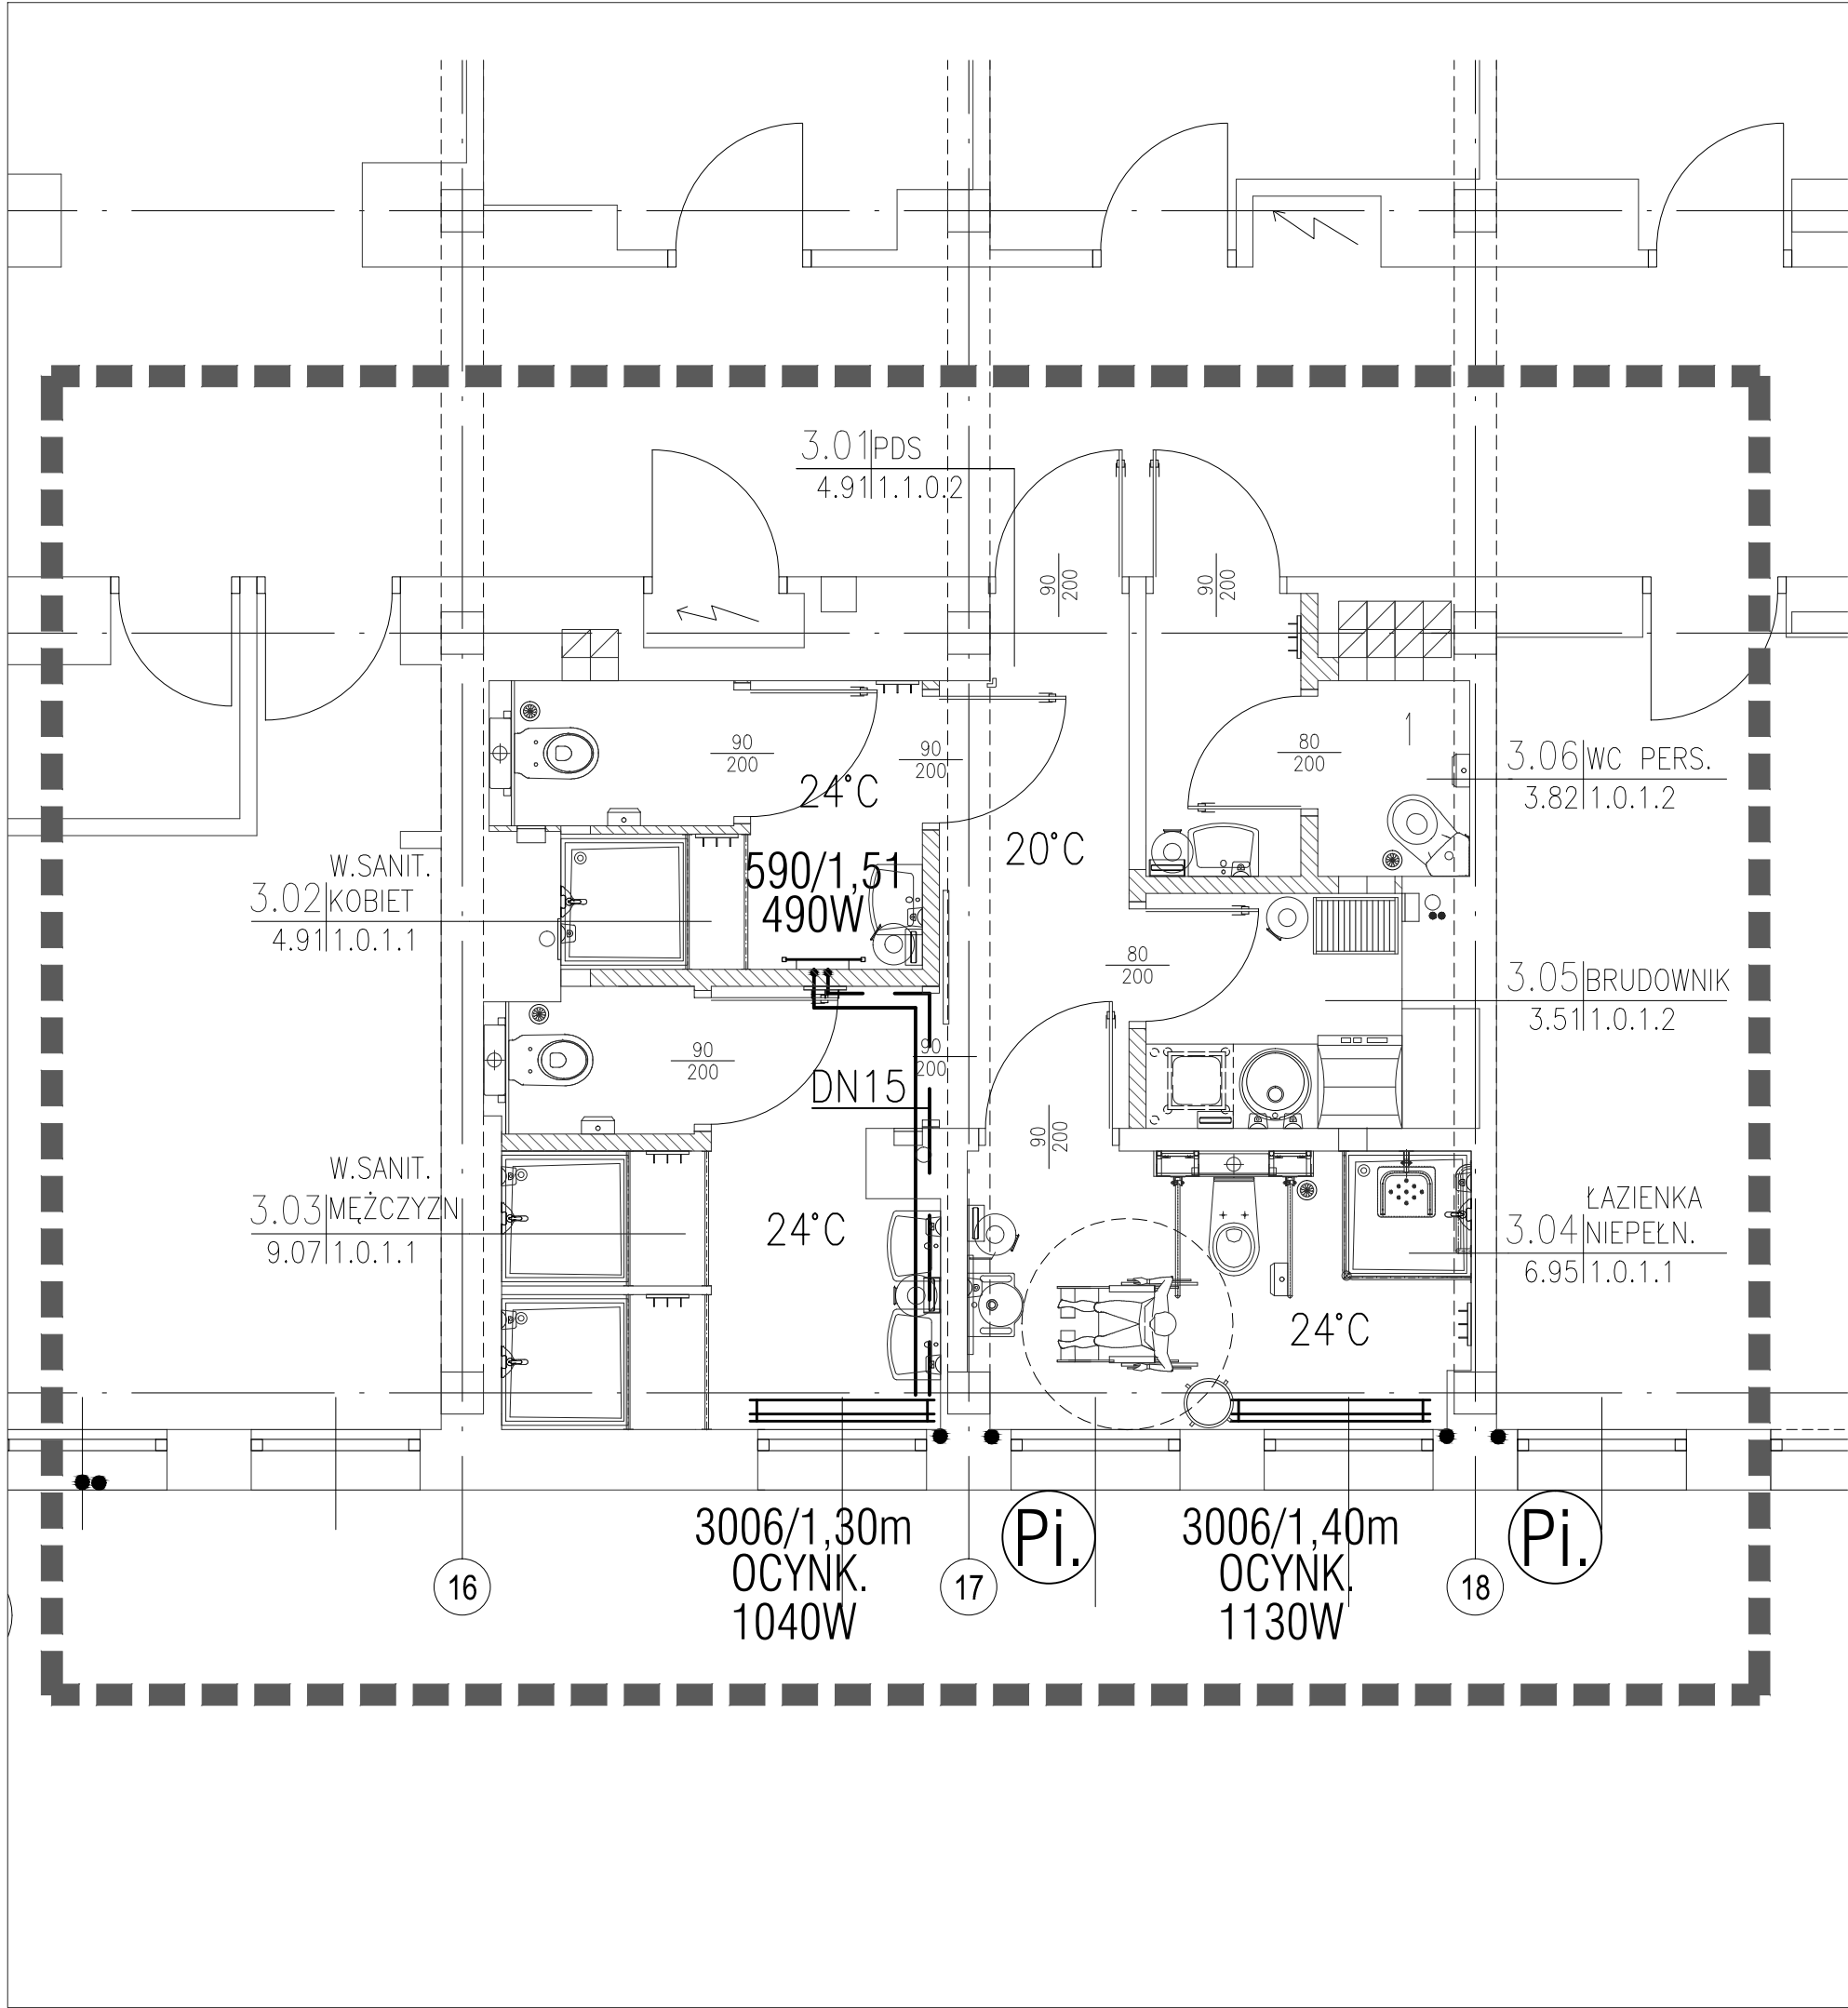 3.01 PDS
4.91 1.1.0.2
90
200
90
200
90
200
90
200
24°C
80
200
1
3.06 WC PERS.
3.82 1.0.1.2
20°C
W.SANIT.
3.02 KOBIET
4.91 1.0.1.1
590/1,51
490W
80
200
3.05 BRUDOWNIK
3.51 1.0.1.2
90
200
90
200
DN15
90
200
W.SANIT.
3.03 MĘŻCZYZN
9.07 1.0.1.1
24°C
ŁAZIENKA
3.04 NIEPEŁN.
6.95 1.0.1.1
24°C
3006/1,30m
OCYNK.
1040W
Pi.
3006/1,40m
OCYNK.
1130W
Pi.
16
17
18